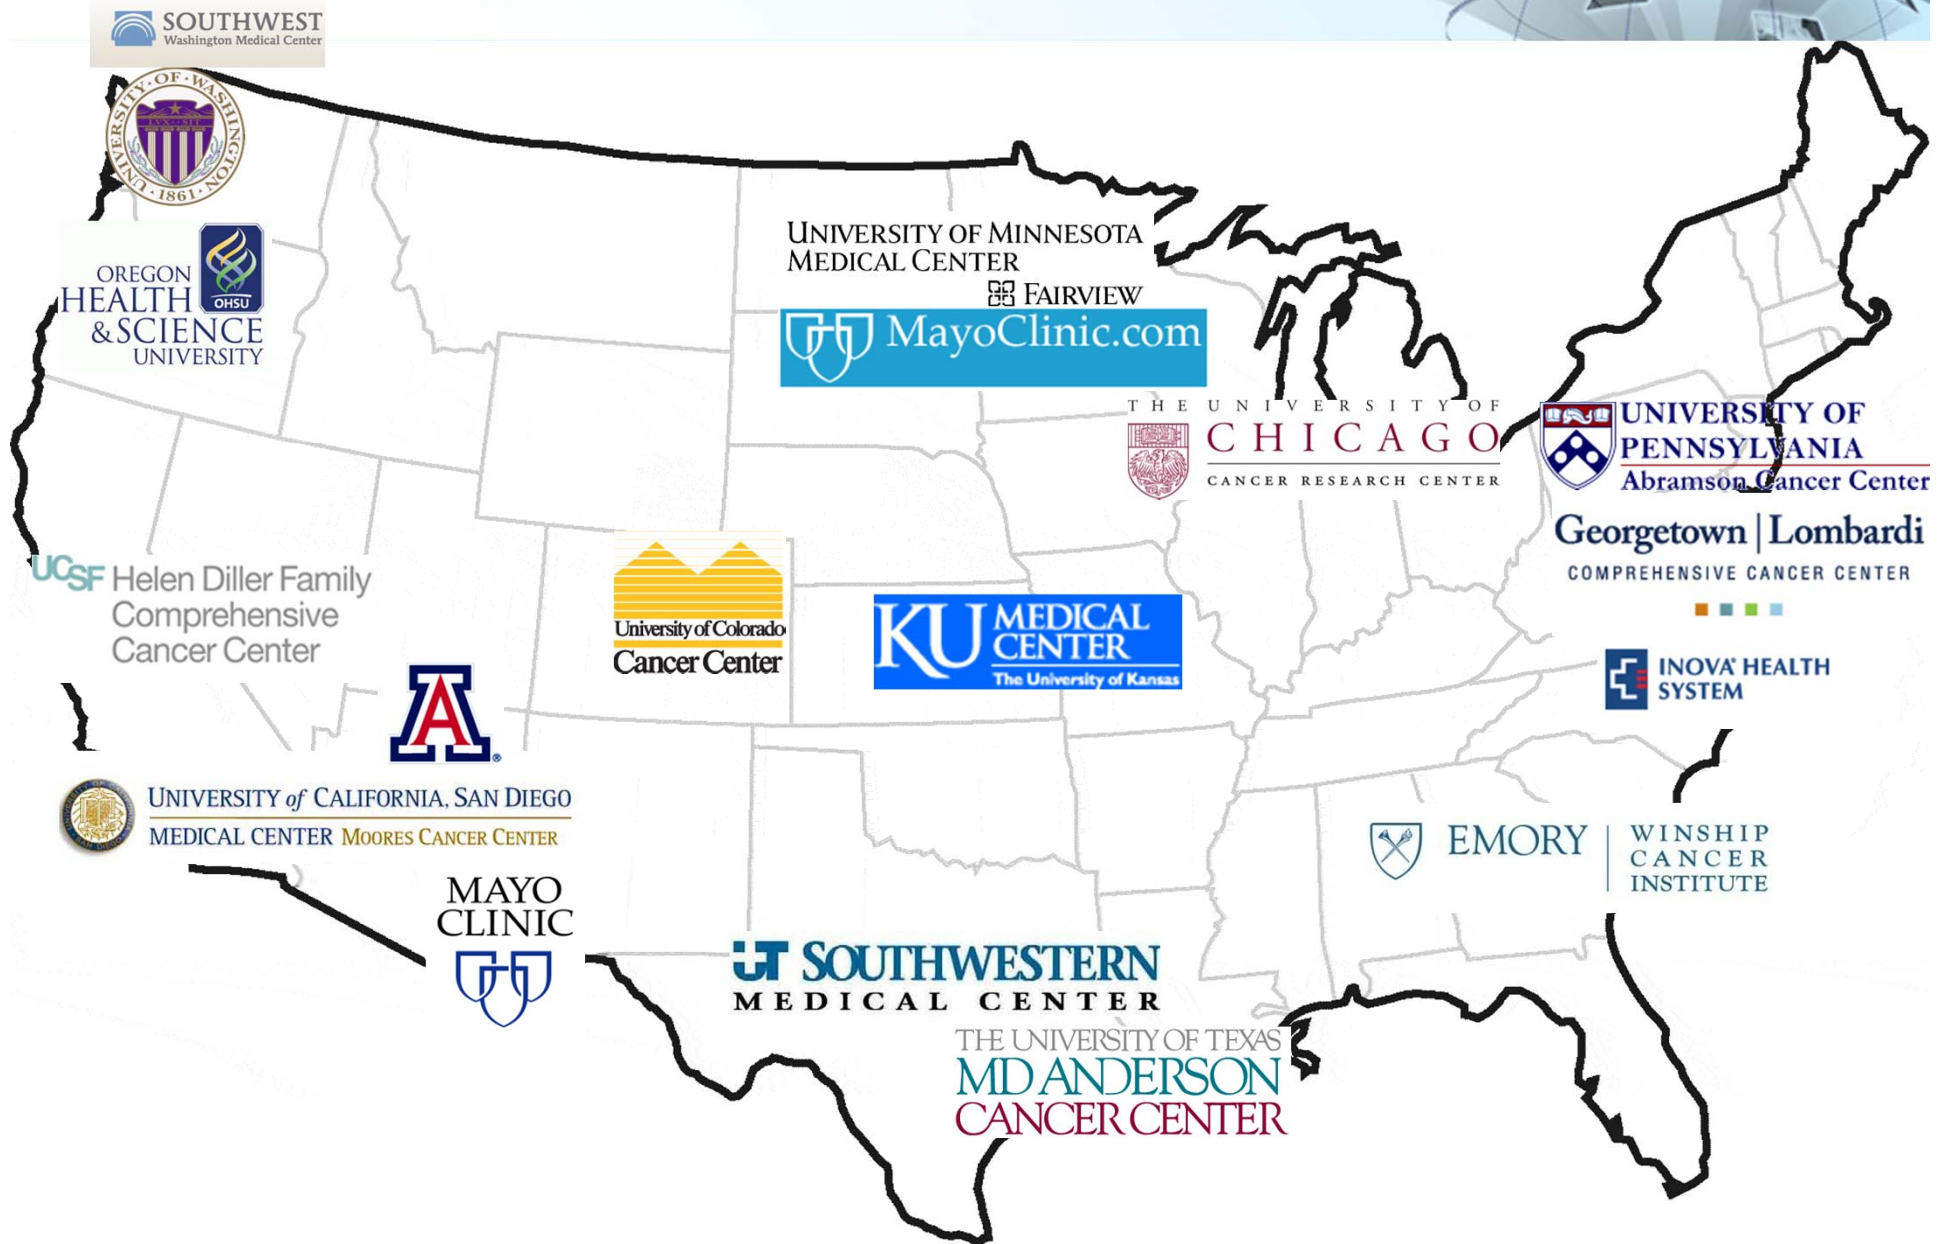 SOUTHWEST
Washington Medical Center
UNIVERSITY·OF·WASHINGTON
LVX SIT
·1861·
OREGON
HEALTH
&SCIENCE
UNIVERSITY
OHSU
UNIVERSITY OF MINNESOTA
MEDICAL CENTER
FAIRVIEW
MayoClinic.com
THE UNIVERSITY OF
CHICAGO
CANCER RESEARCH CENTER
UNIVERSITY OF
PENNSYLVANIA
Abramson Cancer Center
Georgetown | Lombardi
COMPREHENSIVE CANCER CENTER
UCSF Helen Diller Family
Comprehensive
Cancer Center
University of Colorado
Cancer Center
KU MEDICAL
CENTER
The University of Kansas
INOVA® HEALTH
SYSTEM
A®
UNIVERSITY of CALIFORNIA, SAN DIEGO
MEDICAL CENTER MOORES CANCER CENTER
EMORY
WINSHIP
CANCER
INSTITUTE
MAYO
CLINIC
UT SOUTHWESTERN
MEDICAL CENTER
THE UNIVERSITY OF TEXAS
MD ANDERSON
CANCER CENTER